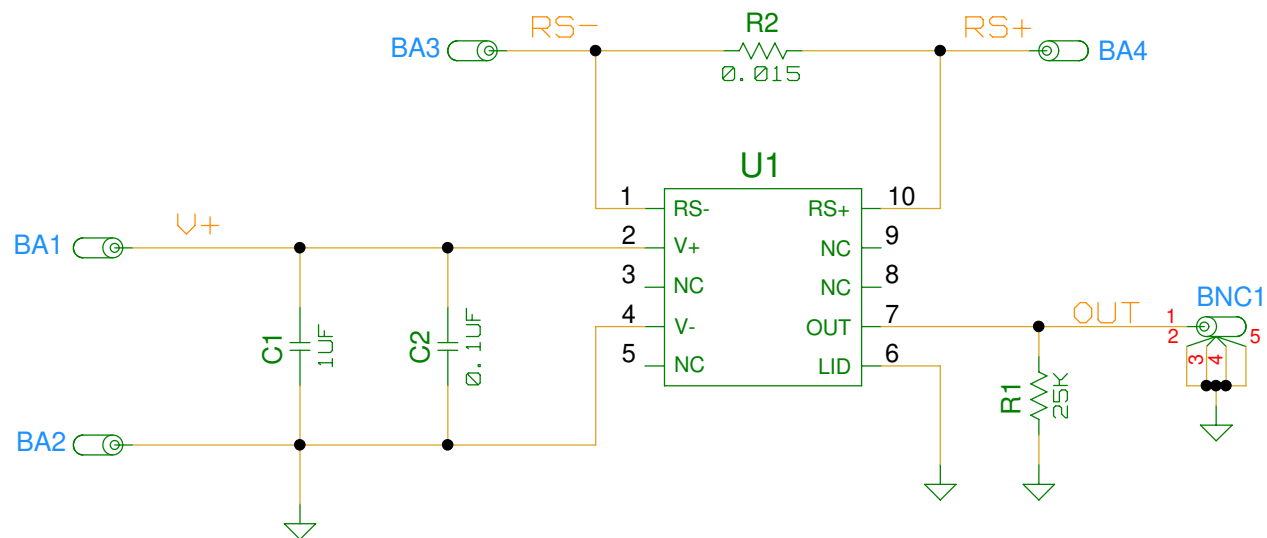 RS- R2 RS+
BA3 0.015 BA4
U1
1 RS- RS+ 10
V+
BA1 2 V+ NC 9
3 NC NC 8
BNC1
4 V- OUT 7 OUT 1
2 3 4 5
C1 1UF C2 0.1UF
5 NC LID 6
R1 25K
BA2